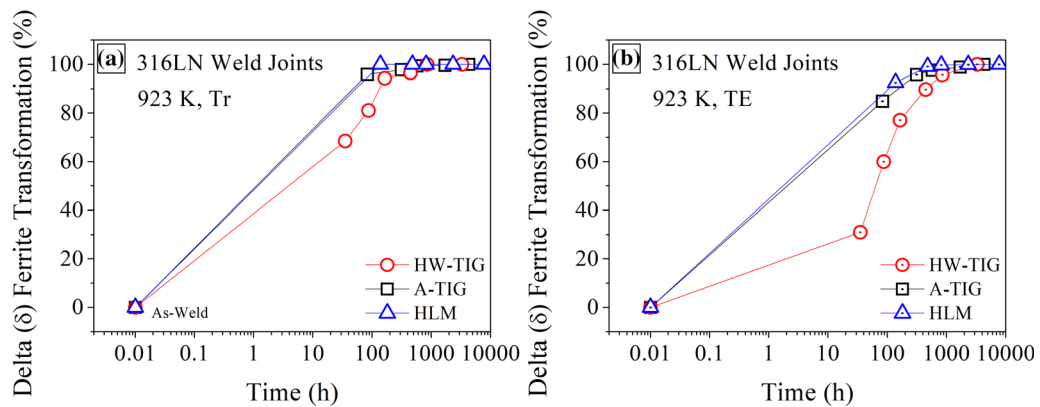 Delta (δ) Ferrite Transformation (%)
(a) 316LN Weld Joints
923 K, Tr
100
80
60
40
20
0
As-Weld
HW-TIG
A-TIG
HLM
0.01 0.1 1 10 100 1000 10000
Time (h)
Delta (δ) Ferrite Transformation (%)
(b) 316LN Weld Joints
923 K, TE
100
80
60
40
20
0
HW-TIG
A-TIG
HLM
0.01 0.1 1 10 100 1000 10000
Time (h)